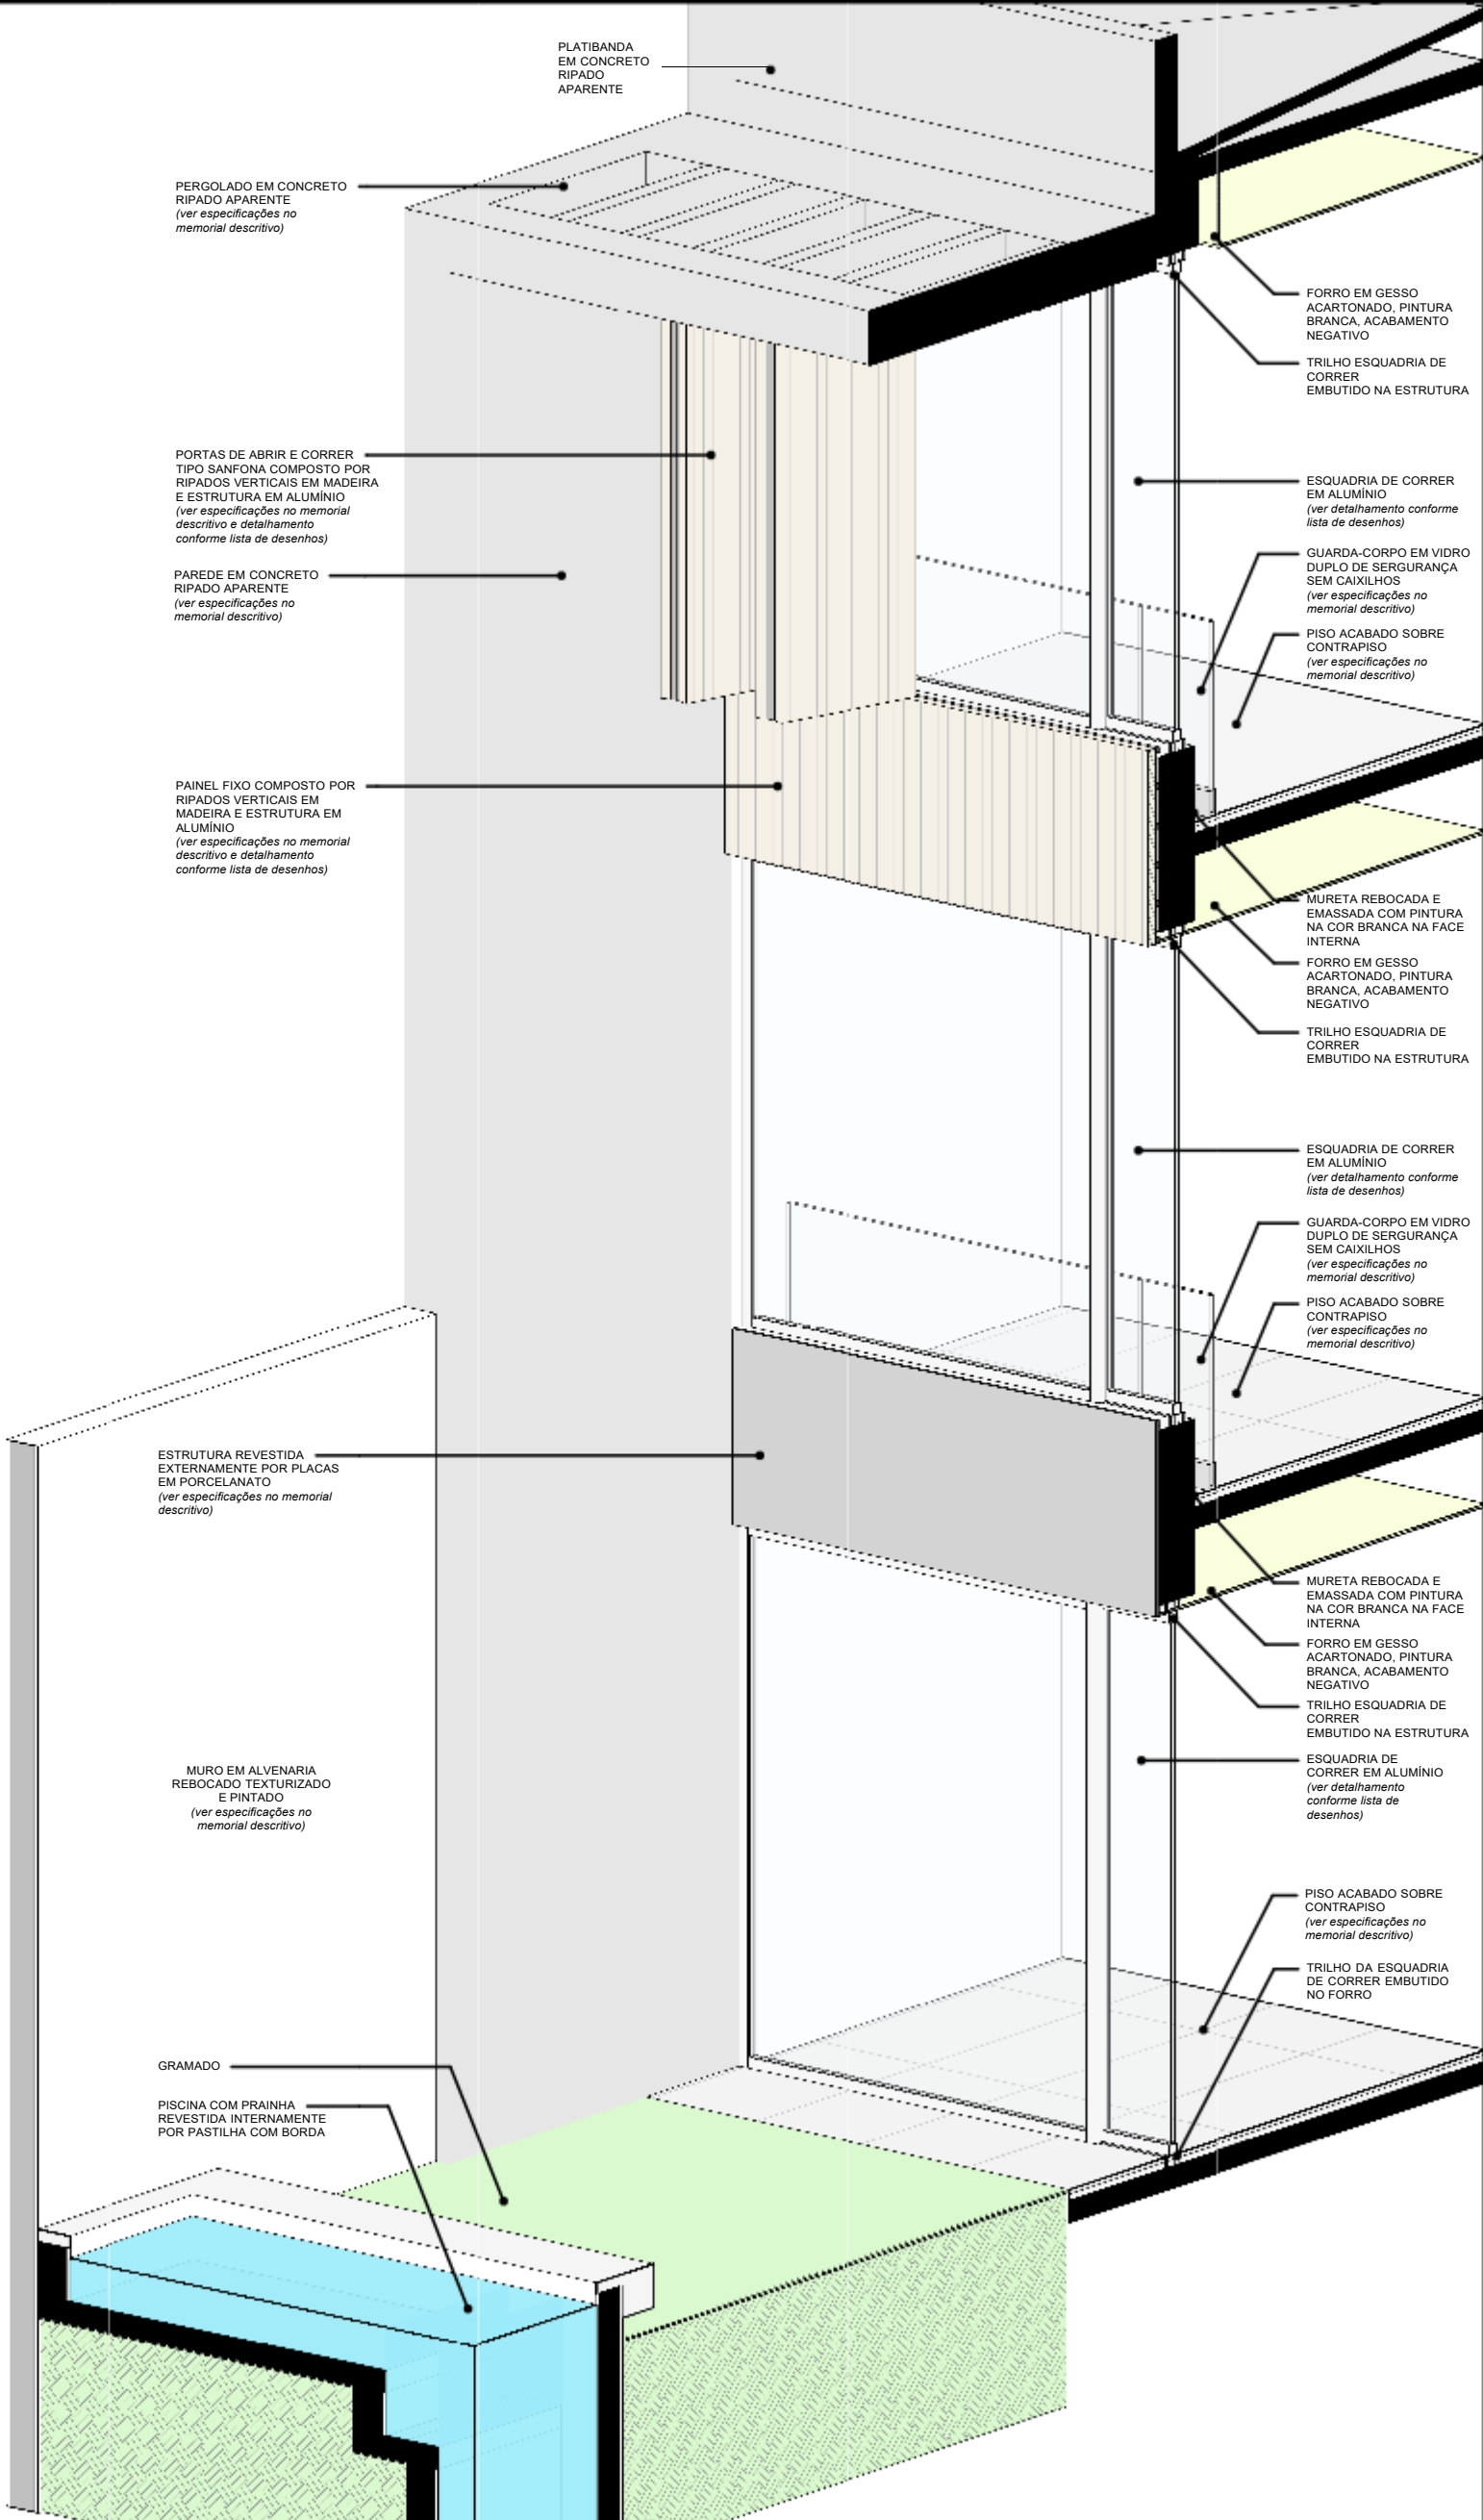 PLATIBANDA
EM CONCRETO
RIPADO
APARENTE
PERGOLADO EM CONCRETO
RIPADO APARENTE
(ver especificações no
memorial descritivo)
PORTAS DE ABRIR E CORRER
TIPO SANFONA COMPOSTO POR
RIPADOS VERTICAIS EM MADEIRA
E ESTRUTURA EM ALUMÍNIO
(ver especificações no memorial
descritivo e detalhamento
conforme lista de desenhos)
PAREDE EM CONCRETO
RIPADO APARENTE
(ver especificações no
memorial descritivo)
PAINEL FIXO COMPOSTO POR
RIPADOS VERTICAIS EM
MADEIRA E ESTRUTURA EM
ALUMÍNIO
(ver especificações no memorial
descritivo e detalhamento
conforme lista de desenhos)
ESTRUTURA REVESTIDA
EXTERNAMENTE POR PLACAS
EM PORCELANATO
(ver especificações no memorial
descritivo)
MURO EM ALVENARIA
REBOCADO TEXTURIZADO
E PINTADO
(ver especificações no
memorial descritivo)
GRAMADO
PISCINA COM PRAINHA
REVESTIDA INTERNAMENTE
POR PASTILHA COM BORDA
FORRO EM GESSO
ACARTONADO, PINTURA
BRANCA, ACABAMENTO
NEGATIVO
TRILHO ESQUADRIA DE
CORRER
EMBUTIDO NA ESTRUTURA
ESQUADRIA DE CORRER
EM ALUMÍNIO
(ver detalhamento conforme
lista de desenhos)
GUARDA-CORPO EM VIDRO
DUPLO DE SERGURANÇA
SEM CAIXILHOS
(ver especificações no
memorial descritivo)
PISO ACABADO SOBRE
CONTRAPISO
(ver especificações no
memorial descritivo)
MURETA REBOCADA E
EMASSADA COM PINTURA
NA COR BRANCA NA FACE
INTERNA
FORRO EM GESSO
ACARTONADO, PINTURA
BRANCA, ACABAMENTO
NEGATIVO
TRILHO ESQUADRIA DE
CORRER
EMBUTIDO NA ESTRUTURA
ESQUADRIA DE CORRER
EM ALUMÍNIO
(ver detalhamento conforme
lista de desenhos)
GUARDA-CORPO EM VIDRO
DUPLO DE SERGURANÇA
SEM CAIXILHOS
(ver especificações no
memorial descritivo)
PISO ACABADO SOBRE
CONTRAPISO
(ver especificações no
memorial descritivo)
MURETA REBOCADA E
EMASSADA COM PINTURA
NA COR BRANCA NA FACE
INTERNA
FORRO EM GESSO
ACARTONADO, PINTURA
BRANCA, ACABAMENTO
NEGATIVO
TRILHO ESQUADRIA DE
CORRER
EMBUTIDO NA ESTRUTURA
ESQUADRIA DE
CORRER EM ALUMÍNIO
(ver detalhamento
conforme lista de
desenhos)
PISO ACABADO SOBRE
CONTRAPISO
(ver especificações no
memorial descritivo)
TRILHO DA ESQUADRIA
DE CORRER EMBUTIDO
NO FORRO